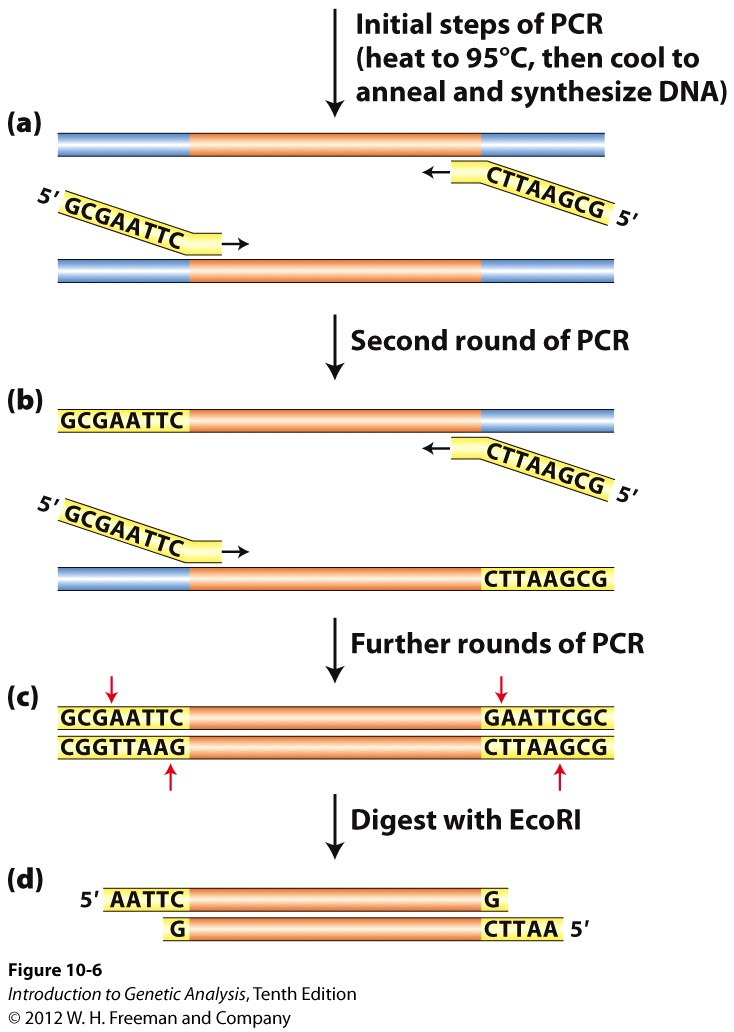 Initial steps of PCR
(heat to 95°C, then cool to
anneal and synthesize DNA)
(a)
CTTAAGCG 5′
5′ GCGAATTC
Second round of PCR
(b)
GCGAATTC
CTTAAGCG 5′
5′ GCGAATTC
CTTAAGCG
Further rounds of PCR
(c)
GCGAATTC GAATTCGC
CGGTTAAG CTTAAGCG
Digest with EcoRI
(d)
5′ AATTC G
G CTTAA 5′
Figure 10-6
Introduction to Genetic Analysis, Tenth Edition
© 2012 W. H. Freeman and Company